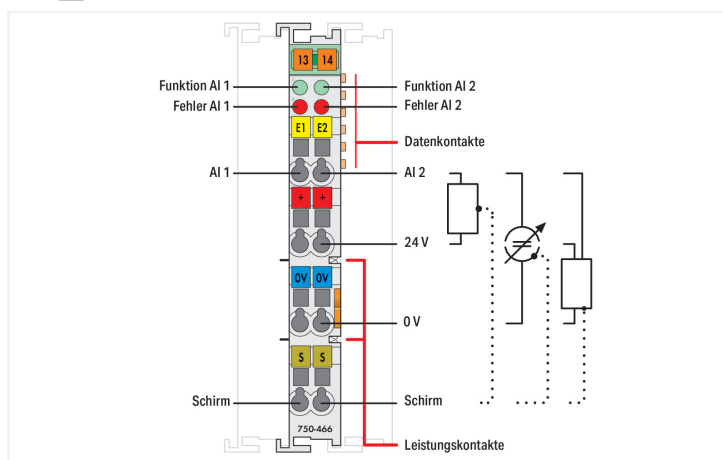 13 14
Funktion AI 1
Funktion AI 2
Fehler AI 1
Fehler AI 2
E1 E2
Datenkontakte
AI 1
AI 2
+ +
24 V
0V 0V
0 V
S S
Schirm
Schirm
750-466
Leistungskontakte